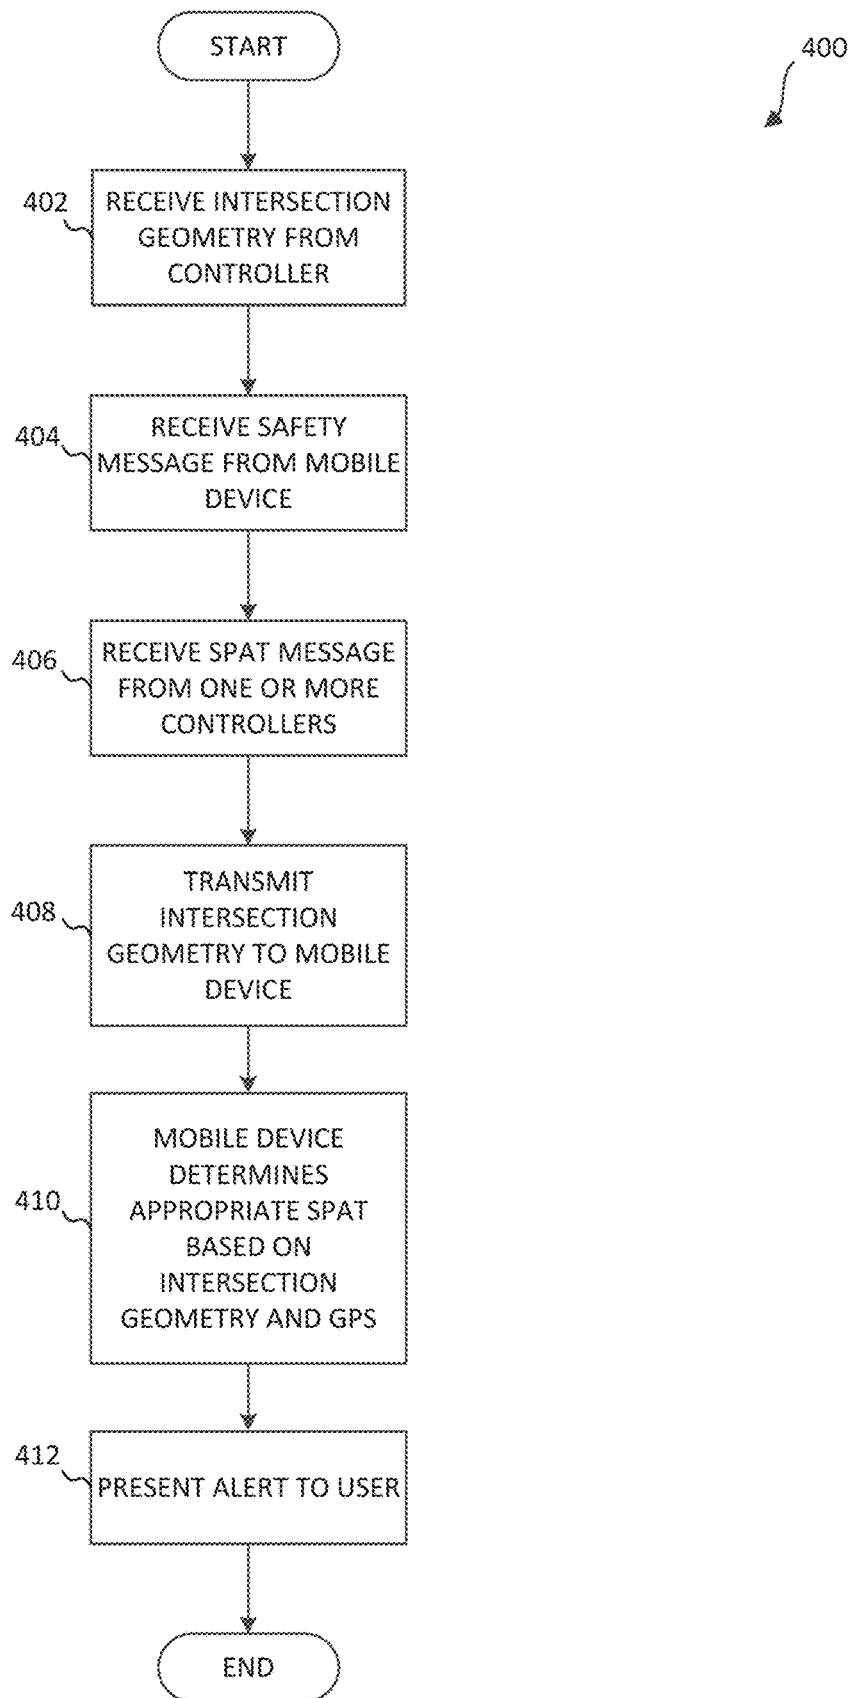 START
400
402
RECEIVE INTERSECTION
GEOMETRY FROM
CONTROLLER
404
RECEIVE SAFETY
MESSAGE FROM MOBILE
DEVICE
406
RECEIVE SPAT MESSAGE
FROM ONE OR MORE
CONTROLLERS
408
TRANSMIT
INTERSECTION
GEOMETRY TO MOBILE
DEVICE
410
MOBILE DEVICE
DETERMINES
APPROPRIATE SPAT
BASED ON
INTERSECTION
GEOMETRY AND GPS
412
PRESENT ALERT TO USER
END